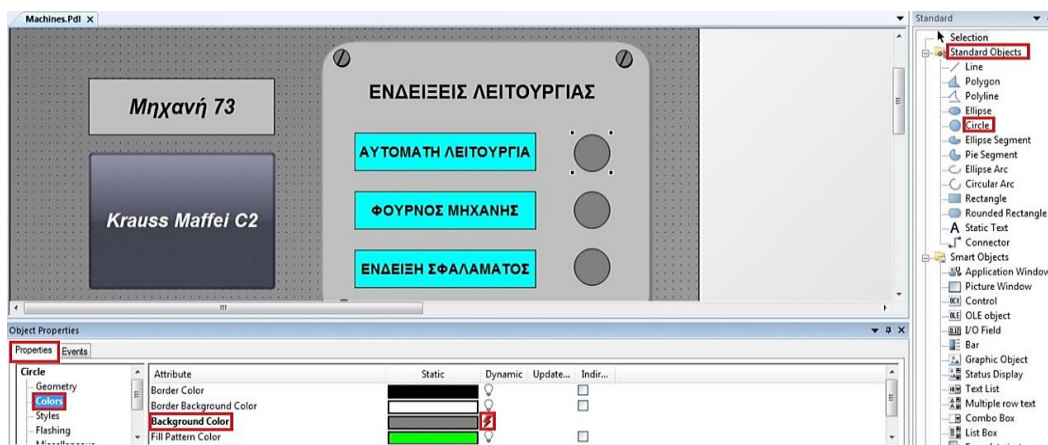 Machines.Pdl X
Μηχανή 73
Krauss Maffei C2
ΕΝΔΕΙΞΕΙΣ ΛΕΙΤΟΥΡΓΙΑΣ
ΑΥΤΟΜΑΤΗ ΛΕΙΤΟΥΡΓΙΑ
ΦΟΥΡΝΟΣ ΜΗΧΑΝΗΣ
ΕΝΔΕΙΞΗ ΣΦΑΛΑΜΑΤΟΣ
Standard
Selection
Standard Objects
Line
Polygon
Polyline
Ellipse
Circle
Ellipse Segment
Pie Segment
Ellipse Arc
Circular Arc
Rectangle
Rounded Rectangle
Static Text
Connector
Smart Objects
Application Window
Picture Window
Control
OLE object
I/O Field
Bar
Graphic Object
Status Display
Text List
Multiple row text
Combo Box
List Box
Object Properties
Properties Events
Circle
Geometry
Colors
Styles
Flashing
Attribute Static Dynamic Update... Indir...
Border Color
Border Background Color
Background Color
Fill Pattern Color